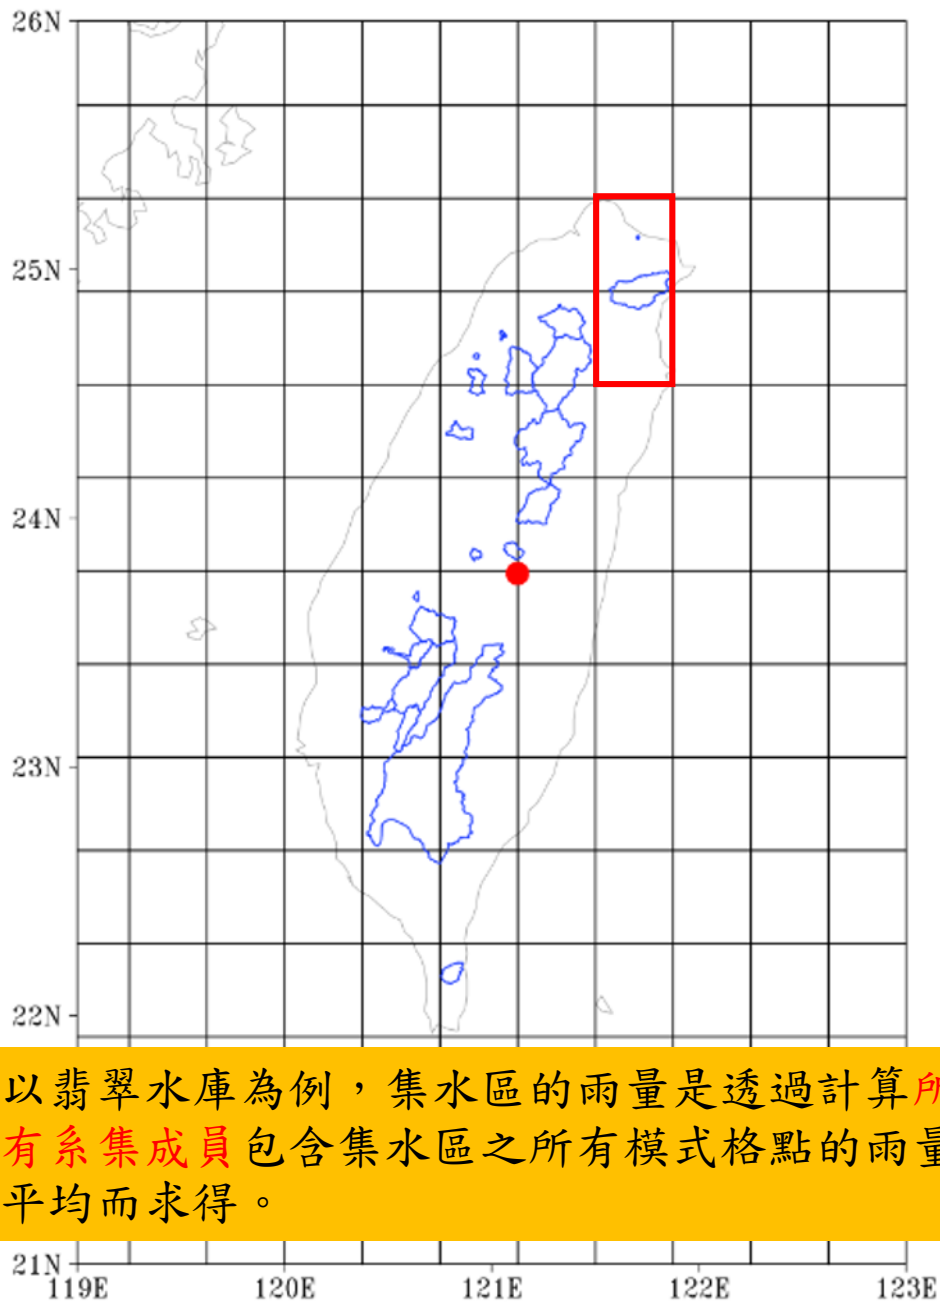 26N
25N
24N
23N
22N
以翡翠水庫為例，集水區的雨量是透過計算所
有系集成員包含集水區之所有模式格點的雨量
平均而求得。
21N
119E 120E 121E 122E 123E